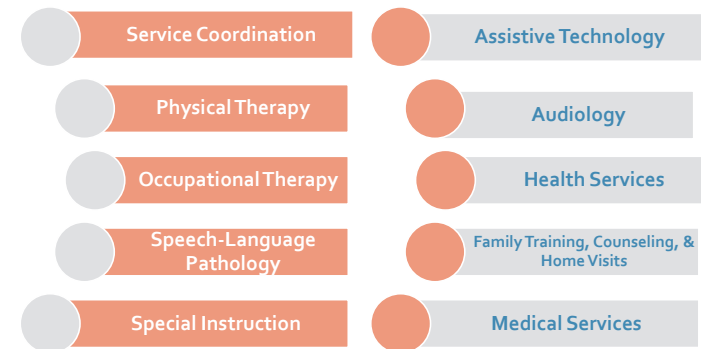 Service Coordination
Physical Therapy
Occupational Therapy
Speech-Language
Pathology
Special Instruction
Assistive Technology
Audiology
Health Services
Family Training, Counseling, &
Home Visits
Medical Services